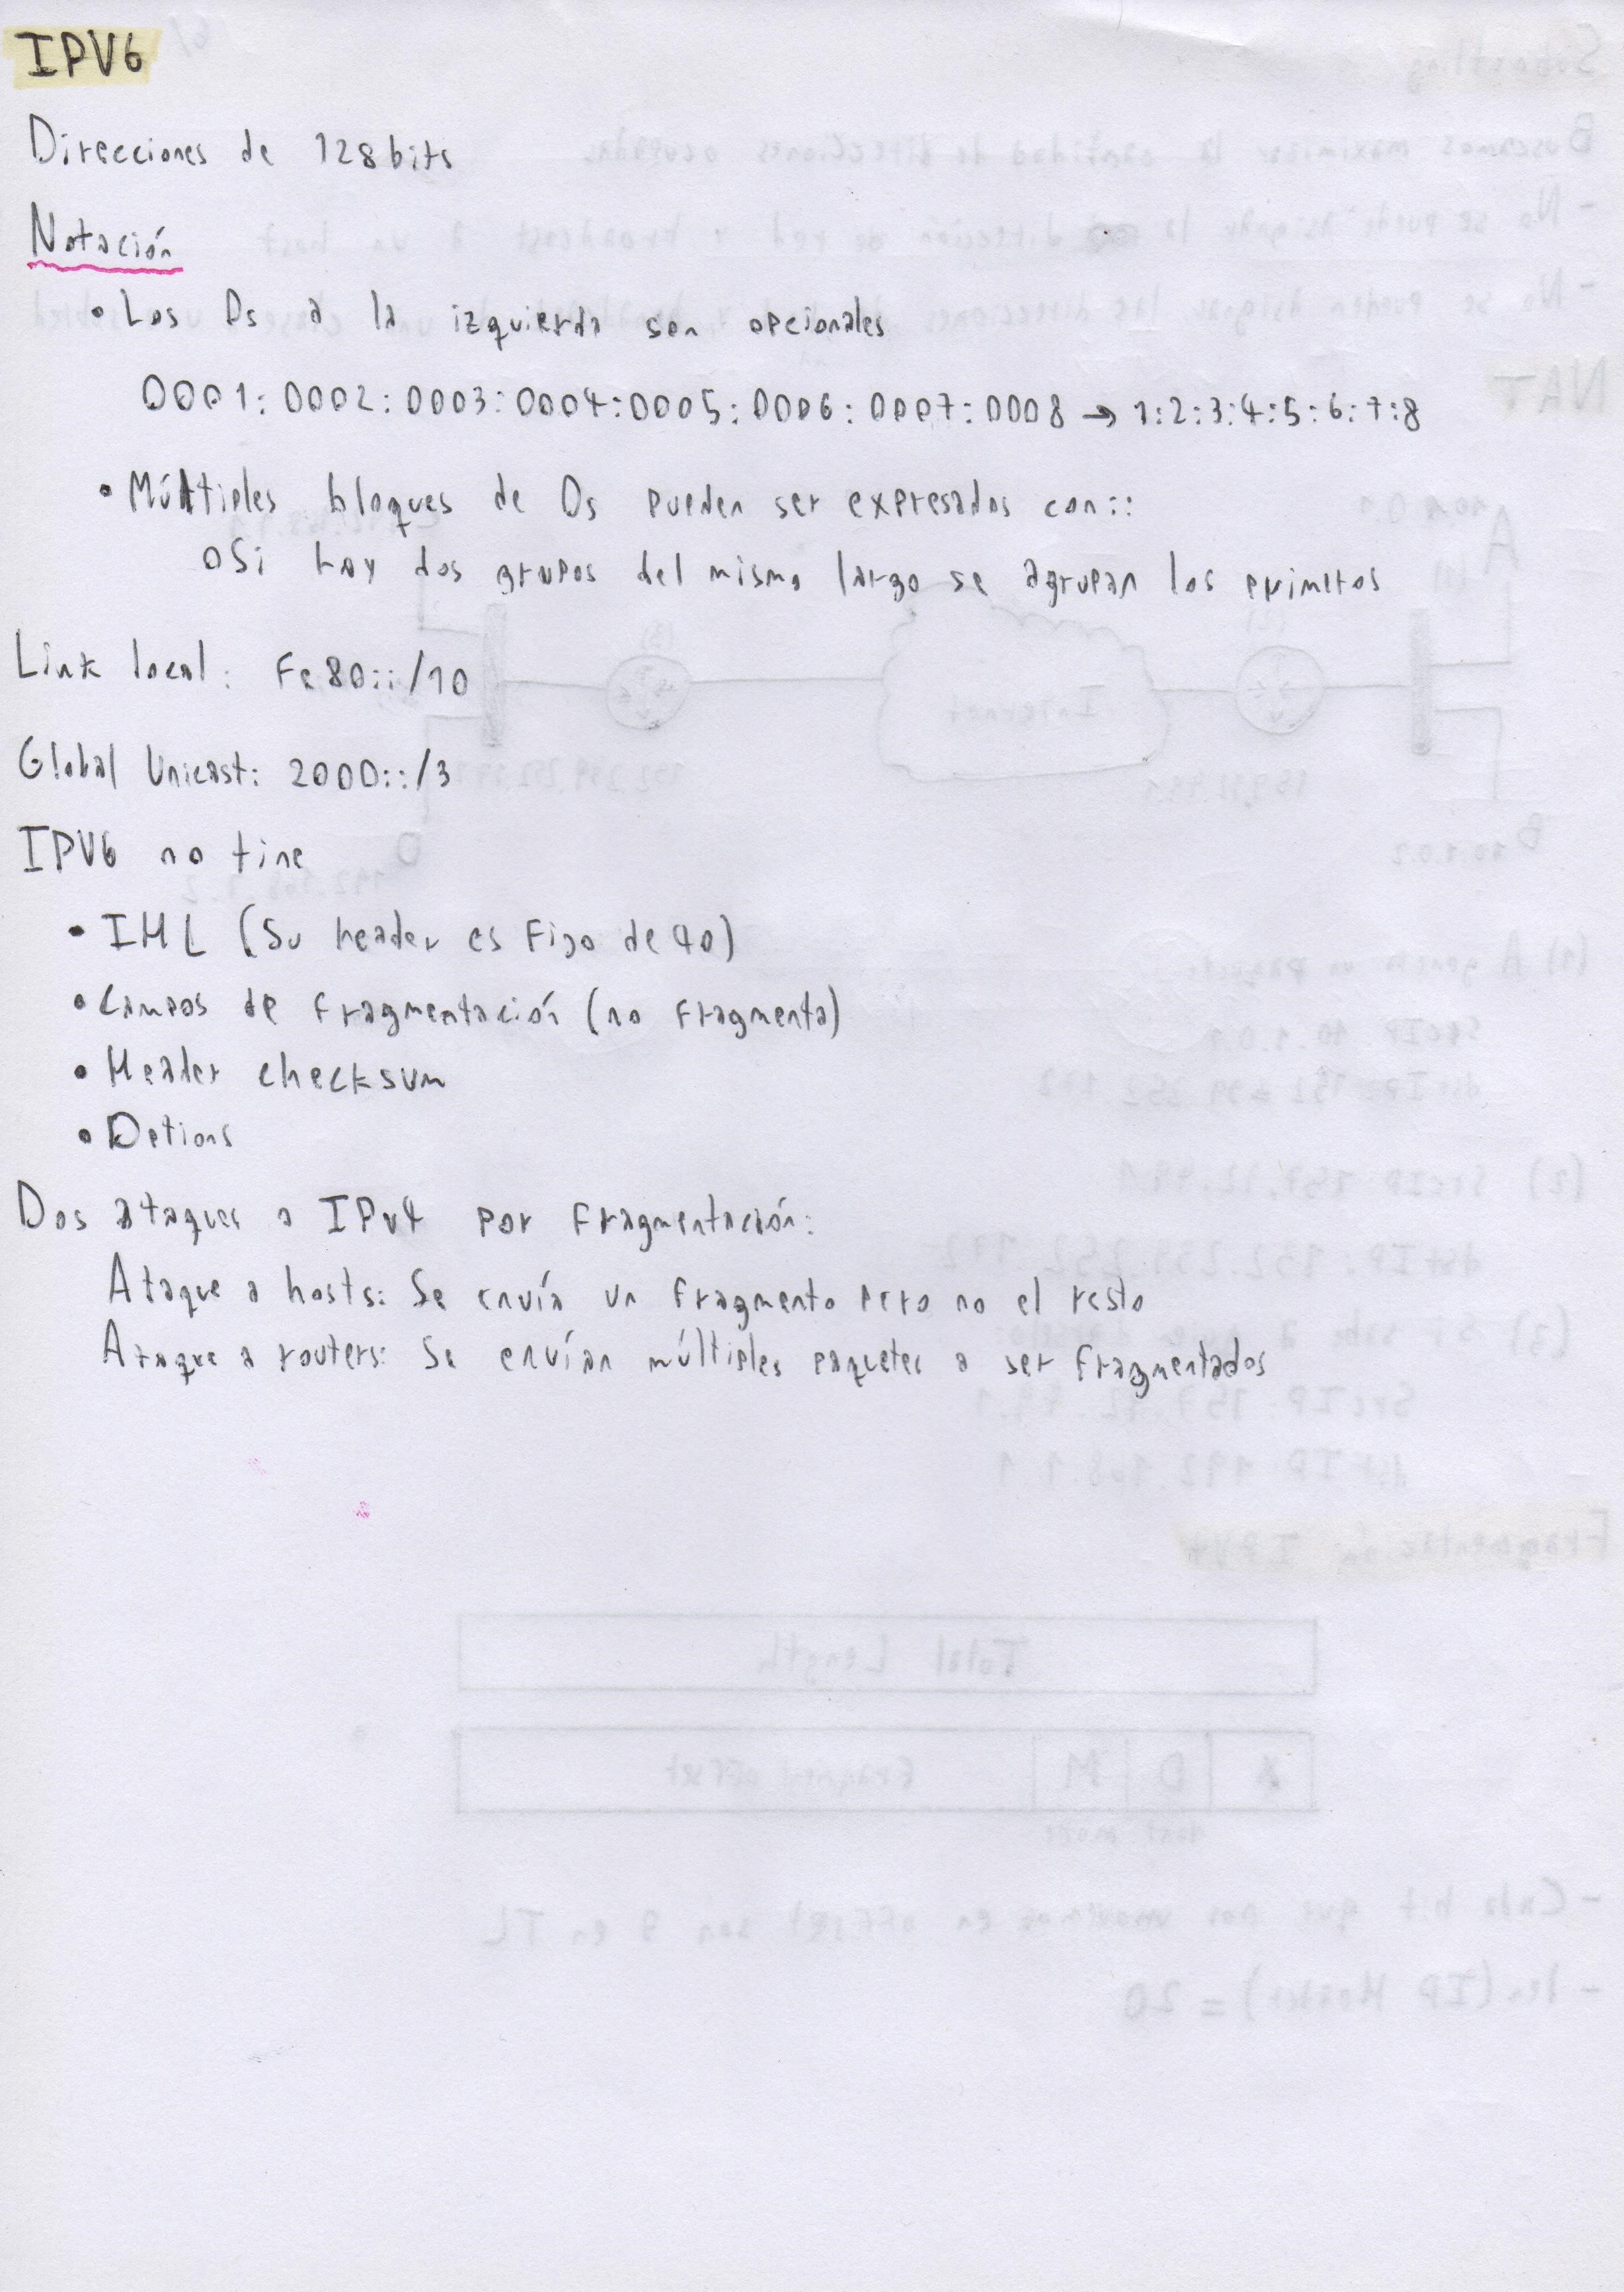 IPV6
Direcciones de 128bits
Notación
• Los 0s a la izquierda son opcionales
0001:0002:0003:0004:0005:0006:0007:0008 → 1:2:3:4:5:6:7:8
• Múltiples bloques de 0s pueden ser expresados con ::
o Si hay dos grupos del mismo largo se agrupan los primeros
Link local: Fe80::/10
Global Unicast: 2000::/3
IPV6 no tine
• IHL (Su header es fijo de 40)
• Campos de fragmentación (no fragmenta)
• Header checksum
• Options
Dos ataques a IPv4 por fragmentación:
Ataque a hosts: Se envía un fragmento pero no el resto
Ataque a routers: Se envían múltiples paquetes a ser fragmentados